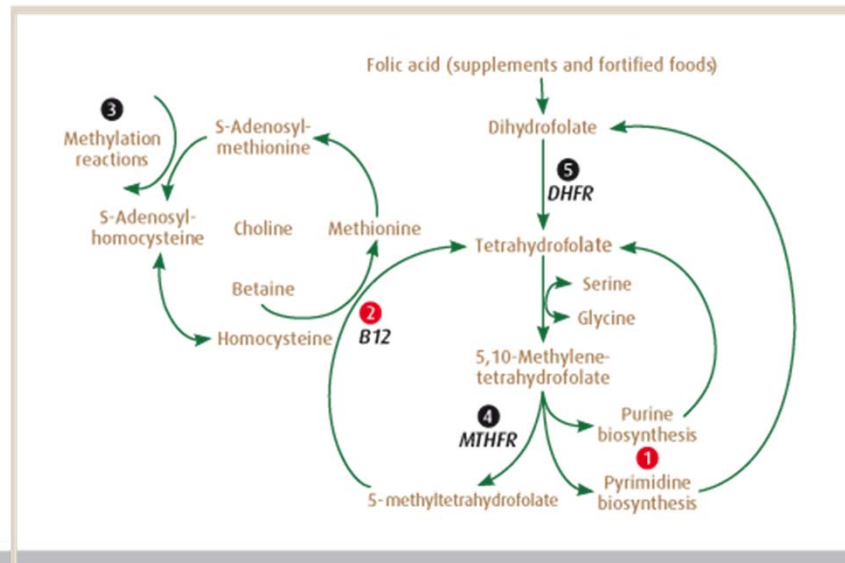 Folic acid (supplements and fortified foods)
3
Methylation
reactions
S-Adenosyl-
methionine
Dihydrofolate
5
DHFR
S-Adenosyl-
homocysteine
Choline
Methionine
Tetrahydrofolate
Serine
Betaine
Glycine
2
B12
Homocysteine
5,10-Methylene-
tetrahydrofolate
4
MTHFR
Purine
biosynthesis
1
Pyrimidine
biosynthesis
5-methyltetrahydrofolate